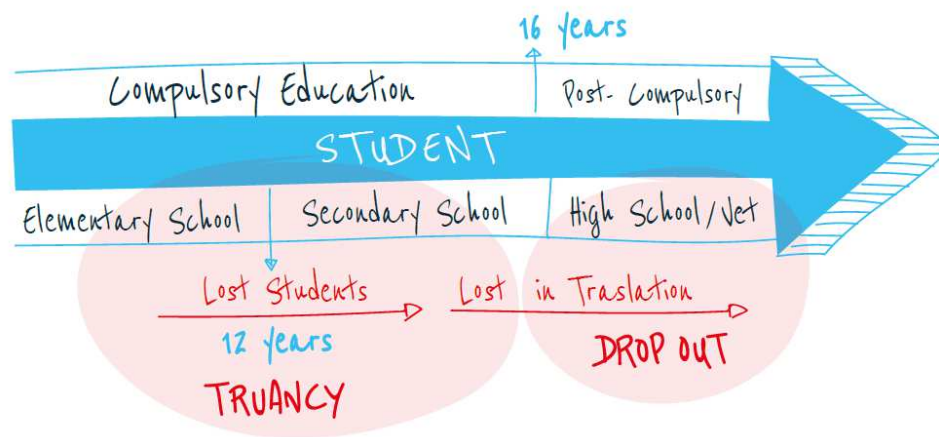 16 years
Compulsory Education Post-Compulsory
STUDENT
Elementary School Secondary School High School/Vet
Lost Students Lost in Traslation
12 years DROP OUT
TRUANCY